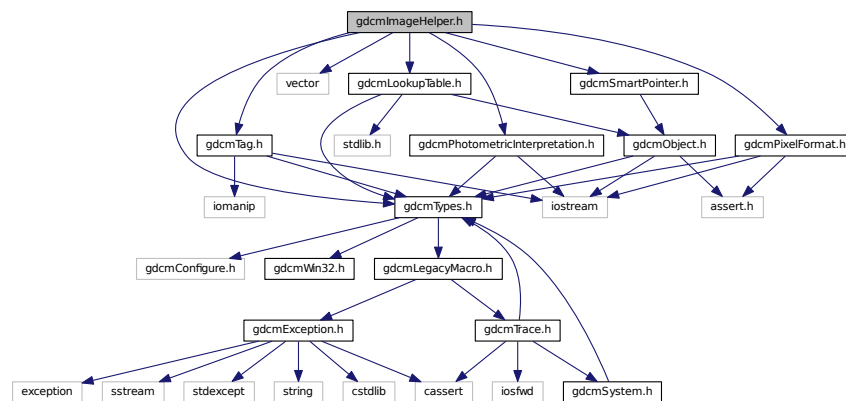 gdcmImageHelper.h
vector
gdcmLookupTable.h
gdcmSmartPointer.h
gdcmTag.h
stdlib.h
gdcmPhotometricInterpretation.h
gdcmObject.h
gdcmPixelFormat.h
iomanip
gdcmTypes.h
iostream
assert.h
gdcmConfigure.h
gdcmWin32.h
gdcmLegacyMacro.h
gdcmException.h
gdcmTrace.h
exception
sstream
stdexcept
string
cstdlib
cassert
iosfwd
gdcmSystem.h